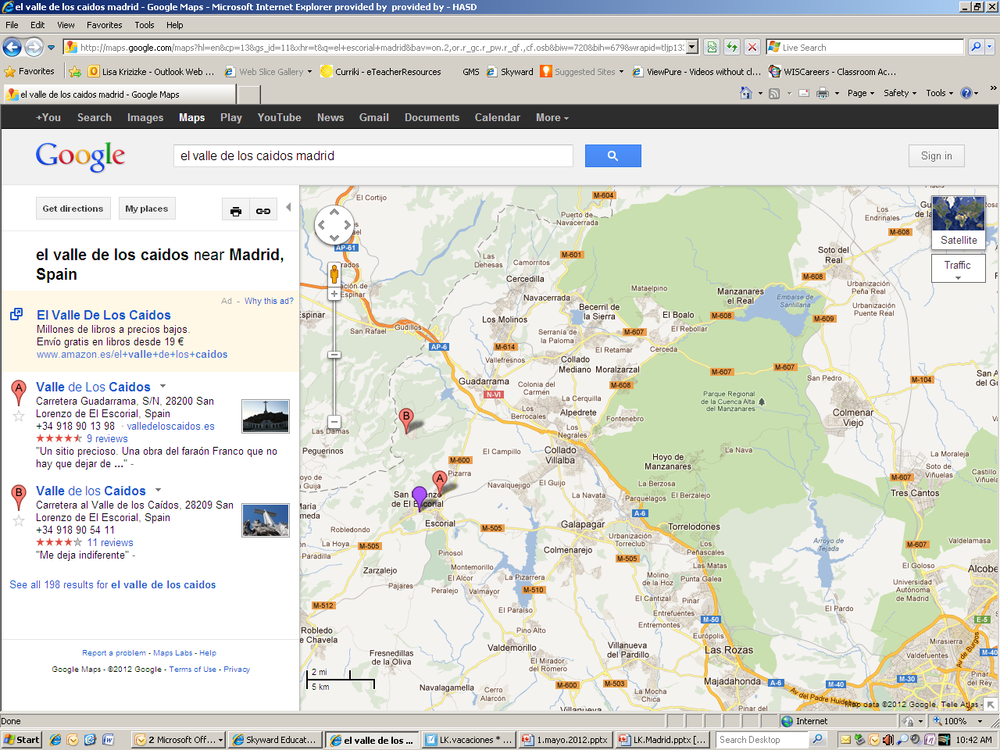 el valle de los caidos madrid - Google Maps - Microsoft Internet Explorer provided by  provided by - HASD
File Edit View Favorites Tools Help
http://maps.google.com/maps?hl=en&cp=13&gs_id=11&xhr=t&q=el+escorial+madrid&bav=on.2,or.r_gc.r_pw.r_qf.,cf.osb&biw=720&bih=679&wrapid=tljp13
Live Search
Favorites Lisa Krizizke - Outlook Web ... Web Slice Gallery Curriki - eTeacherResources GMS Skyward Suggested Sites ViewPure - Videos without cl... WISCareers - Classroom Ac...
el valle de los caidos madrid - Google Maps
Page Safety Tools
+You Search Images Maps Play YouTube News Gmail Documents Calendar More
Google
el valle de los caidos madrid
Sign in
Get directions My places
el valle de los caidos near Madrid,
Spain
Ad - Why this ad?
El Valle De Los Caidos
Millones de libros a precios bajos.
Envío gratis en libros desde 19 €
www.amazon.es/el+valle+de+los+caidos
A Valle de Los Caidos
Carretera Guadarrama, S/N, 28200 San
Lorenzo de El Escorial, Spain
+34 918 90 13 98 - valledeloscaidos.es
9 reviews
"Un sitio precioso. Una obra del faraón Franco que no
hay que dejar de ..." -
B Valle de los Caidos
Carretera al Valle de los Caídos, 28209 San
Lorenzo de El Escorial, Spain
+34 918 90 54 11
11 reviews
"Me deja indiferente" -
See all 198 results for el valle de los caidos
Report a problem - Maps Labs - Help
Google Maps - ©2012 Google - Terms of Use - Privacy
El Cortijo
M-604
Puerto de
Navacerrada
Los
Endrinales
M-608
Satellite
Traffic
AP-61
M-601
Las
Dehesas
Camorritos
Cercedilla
Soto del
Real
M-608
Urbanización
Peña Real
Mataelpino
Manzanares
el Real
Embalse de
Santillana
Urbanización
Puente Real
Navacerrada
Becerril de
la Sierra
Espinar
San Rafael
Gudillos
Los Molinos
El Boalo
M-608
M-609
El Rebollar
Serranía de
la Paloma
M-607
AP-6
M-614
El Retamar
Cerceda
Vallefresnos
Collado
Mediano
Moralzarzal
M-607
M-607
Guadarrama
N-VI
Colonia del
Carmen
M-608
M-104
La Cerquilla
Parque Regional
de la Cuenca Alta
del Manzanares
Los
Berrocales
Alpedrete
Fontenebro
Colmenar
Viejo
B
Las Damas
Los
Negrales
Peguerinos
El Campillo
Collado
Villalba
La Nava
Hoyo de
Manzanares
La Moraleja
M-600
Pizarra
Hoyo de
La Guija
A
El Guijo
Navalquejigo
M-607
Soto de
Viñuelas
San Lorenzo
de El Escorial
La Navata
El Berzalejo
Parquelagos
Tres Cantos
María
A-6
Robledondo
Escorial
M-505
Galapagar
Torrelodones
M-505
La Hoya
La Paradilla
Urbanización
Torreclub
Arroyo de
Tejada
M-607
Valdelamasa
Pinosol
Colmenarejo
Los
Peñascales
Montemorillo
M-505
Las Matas
El Goloso
Zarzalejo
El Alcor
La Pizarrera
Molino
de la Hoz
Punta Galea
Alcobe
Universidad
Autónoma
de Madrid
Pajares
Peralejo
Valmayor
M-510
M-512
El Cantizal
Pinar
El Paraiso
Entrefuentes
M-50
E-5
Robledo
de Chavela
Pino Alto
Entremontes
Mirasierra
Fresnedillas
de la Oliva
Valdemorillo
Villanueva
del Pardillo
Las Rozas
Valdefuentes
M-40
Av de Burgos
El Mirador
del Romero
2 mi
5 km
Navalagamella
Cerro
Alarcón
M-600
M-503
La Mocha
Chica
Majadahonda
A-6
M-40
M-30
Pinar
del Rey
Av del Padre Huidobro
Villanueva
Pinar del
Map data ©2012 Google, Tele Atlas -
Done
Internet
100%
Start
2 Microsoft Off...
Skyward Educat...
el valle de los ...
LK.vacaciones * ...
1.mayo.2012.pptx
LK.Madrid.pptx [...
Search Desktop
10:42 AM